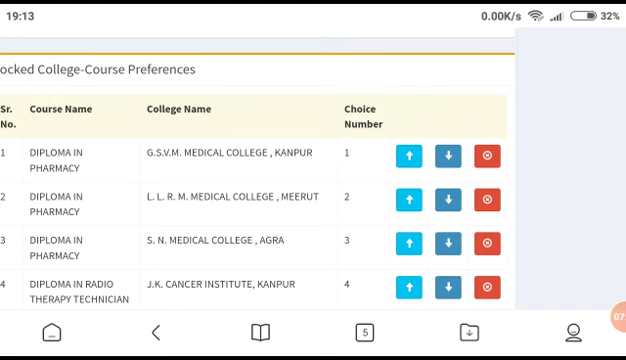 19:13 0.00K/s 32%
ocked College-Course Preferences
Sr. No. Course Name College Name Choice Number
1 DIPLOMA IN PHARMACY G.S.V.M. MEDICAL COLLEGE , KANPUR 1
2 DIPLOMA IN PHARMACY L. L. R. M. MEDICAL COLLEGE , MEERUT 2
3 DIPLOMA IN PHARMACY S. N. MEDICAL COLLEGE , AGRA 3
4 DIPLOMA IN RADIO THERAPY TECHNICIAN J.K. CANCER INSTITUTE, KANPUR 4
07
5